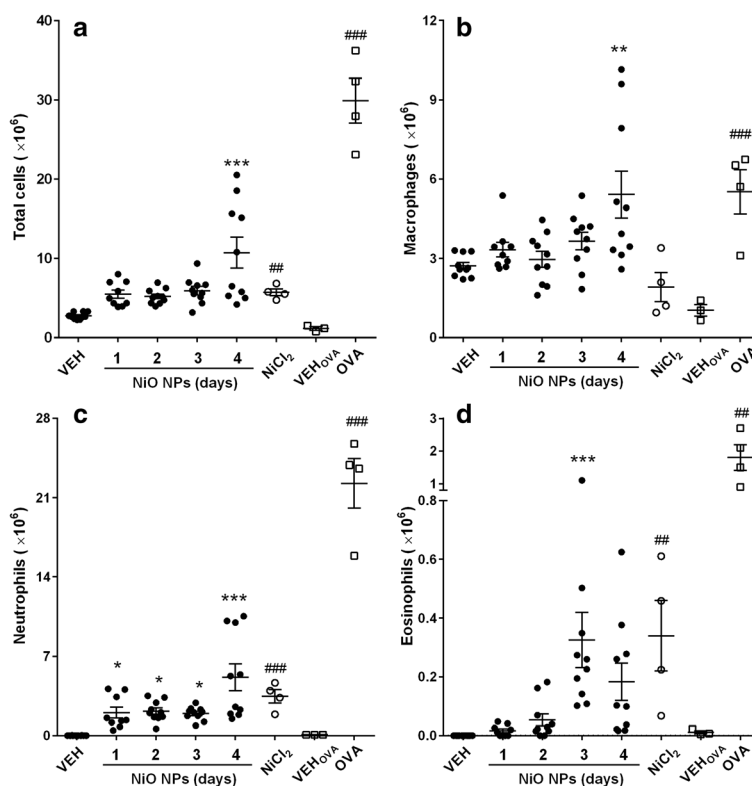 a
Total cells ( ×10⁶)
40
30
20
10
0
***
##
###
VEH
1
2
3
4
NiO NPs (days)
NiCl₂
VEH_OVA
OVA
b
Macrophages ( ×10⁶)
12
9
6
3
0
**
###
VEH
1
2
3
4
NiO NPs (days)
NiCl₂
VEH_OVA
OVA
c
Neutrophils ( ×10⁶)
28
21
14
7
0
*
*
*
***
###
###
VEH
1
2
3
4
NiO NPs (days)
NiCl₂
VEH_OVA
OVA
d
Eosinophils ( ×10⁶)
3
2
1
0.8
0.6
0.4
0.2
0.0
***
##
##
VEH
1
2
3
4
NiO NPs (days)
NiCl₂
VEH_OVA
OVA